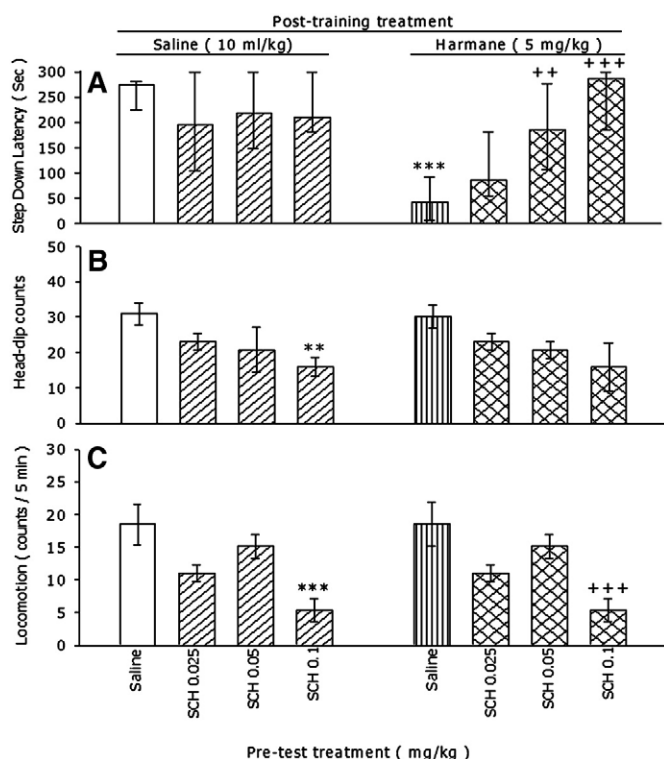 Post-training treatment
Saline ( 10 ml/kg) Harmane ( 5 mg/kg )
A
Step Down Latency ( Sec )
300
250
200
150
100
50
0
***
++
+++
B
Head-dip counts
50
40
30
20
10
0
**
C
Locomotion ( counts / 5 min )
30
25
20
15
10
5
0
***
+++
Saline SCH 0.025 SCH 0.05 SCH 0.1 Saline SCH 0.025 SCH 0.05 SCH 0.1
Pre-test treatment ( mg/kg )